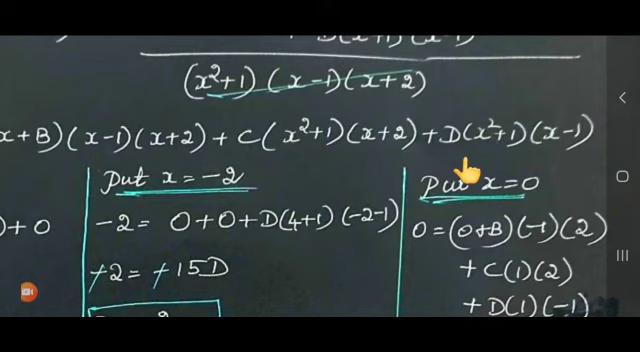 (x²+1) (x-1) (x+2)
x+B) (x-1) (x+2) + C (x²+1) (x+2) + D(x²+1) (x-1)
) + 0
Put x = -2
-2 = 0 + 0 + D(4+1) (-2-1)
-2 = -15D
Put x = 0
0 = (0+B) (-1) (2)
+ C(1) (2)
+ D(1) (-1)